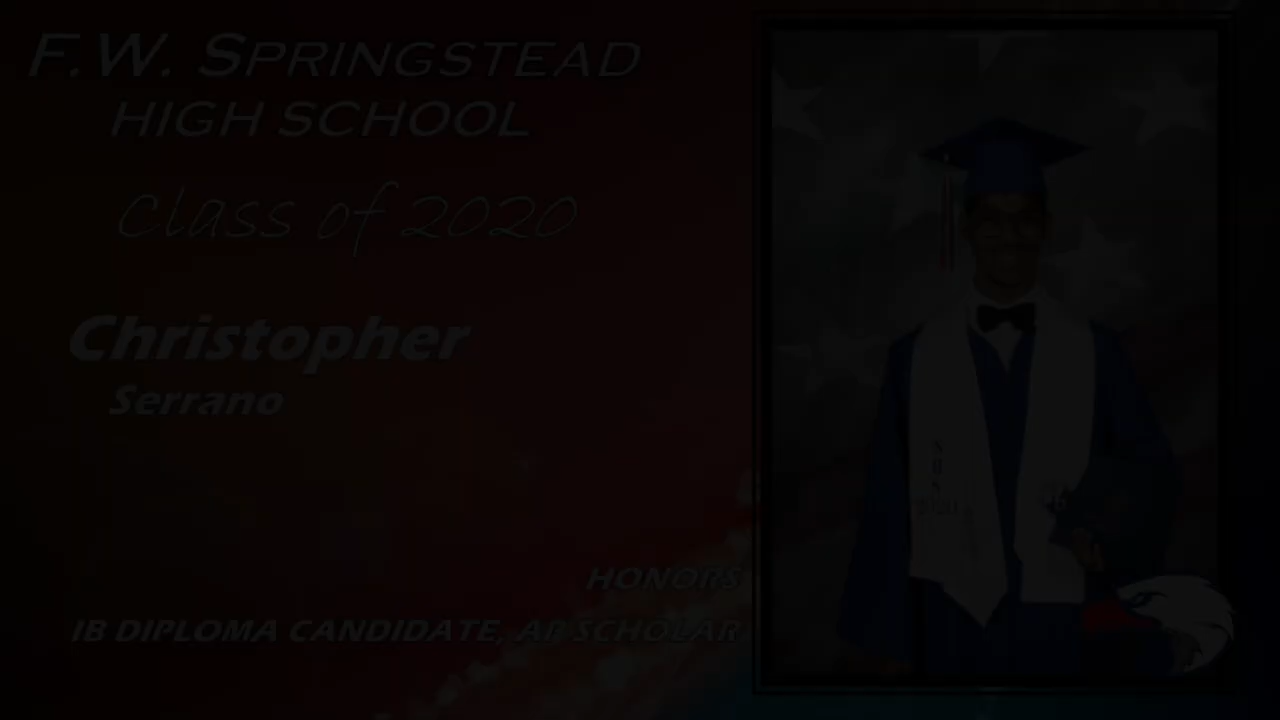 F.W. SPRINGSTEAD
HIGH SCHOOL
Class of 2020
Christopher
Serrano
HONORS
IB DIPLOMA CANDIDATE, AP SCHOLAR